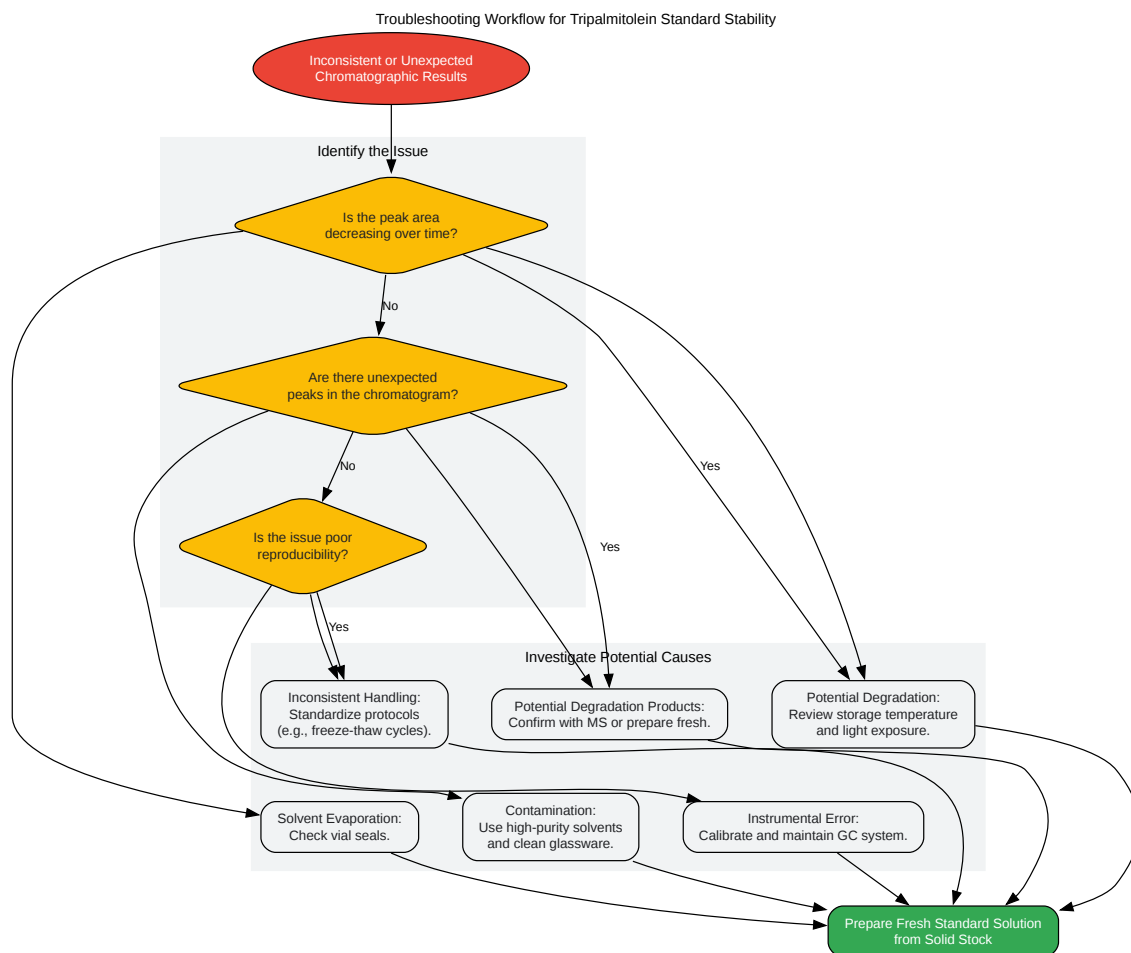 Troubleshooting Workflow for Tripalmitolein Standard Stability
Inconsistent or Unexpected
Chromatographic Results
Identify the Issue
Is the peak area
decreasing over time?
No
Are there unexpected
peaks in the chromatogram?
No
Yes
Is the issue poor
reproducibility?
Yes
Yes
Investigate Potential Causes
Inconsistent Handling:
Standardize protocols
(e.g., freeze-thaw cycles).
Potential Degradation Products:
Confirm with MS or prepare fresh.
Potential Degradation:
Review storage temperature
and light exposure.
Solvent Evaporation:
Check vial seals.
Contamination:
Use high-purity solvents
and clean glassware.
Instrumental Error:
Calibrate and maintain GC system.
Prepare Fresh Standard Solution
from Solid Stock